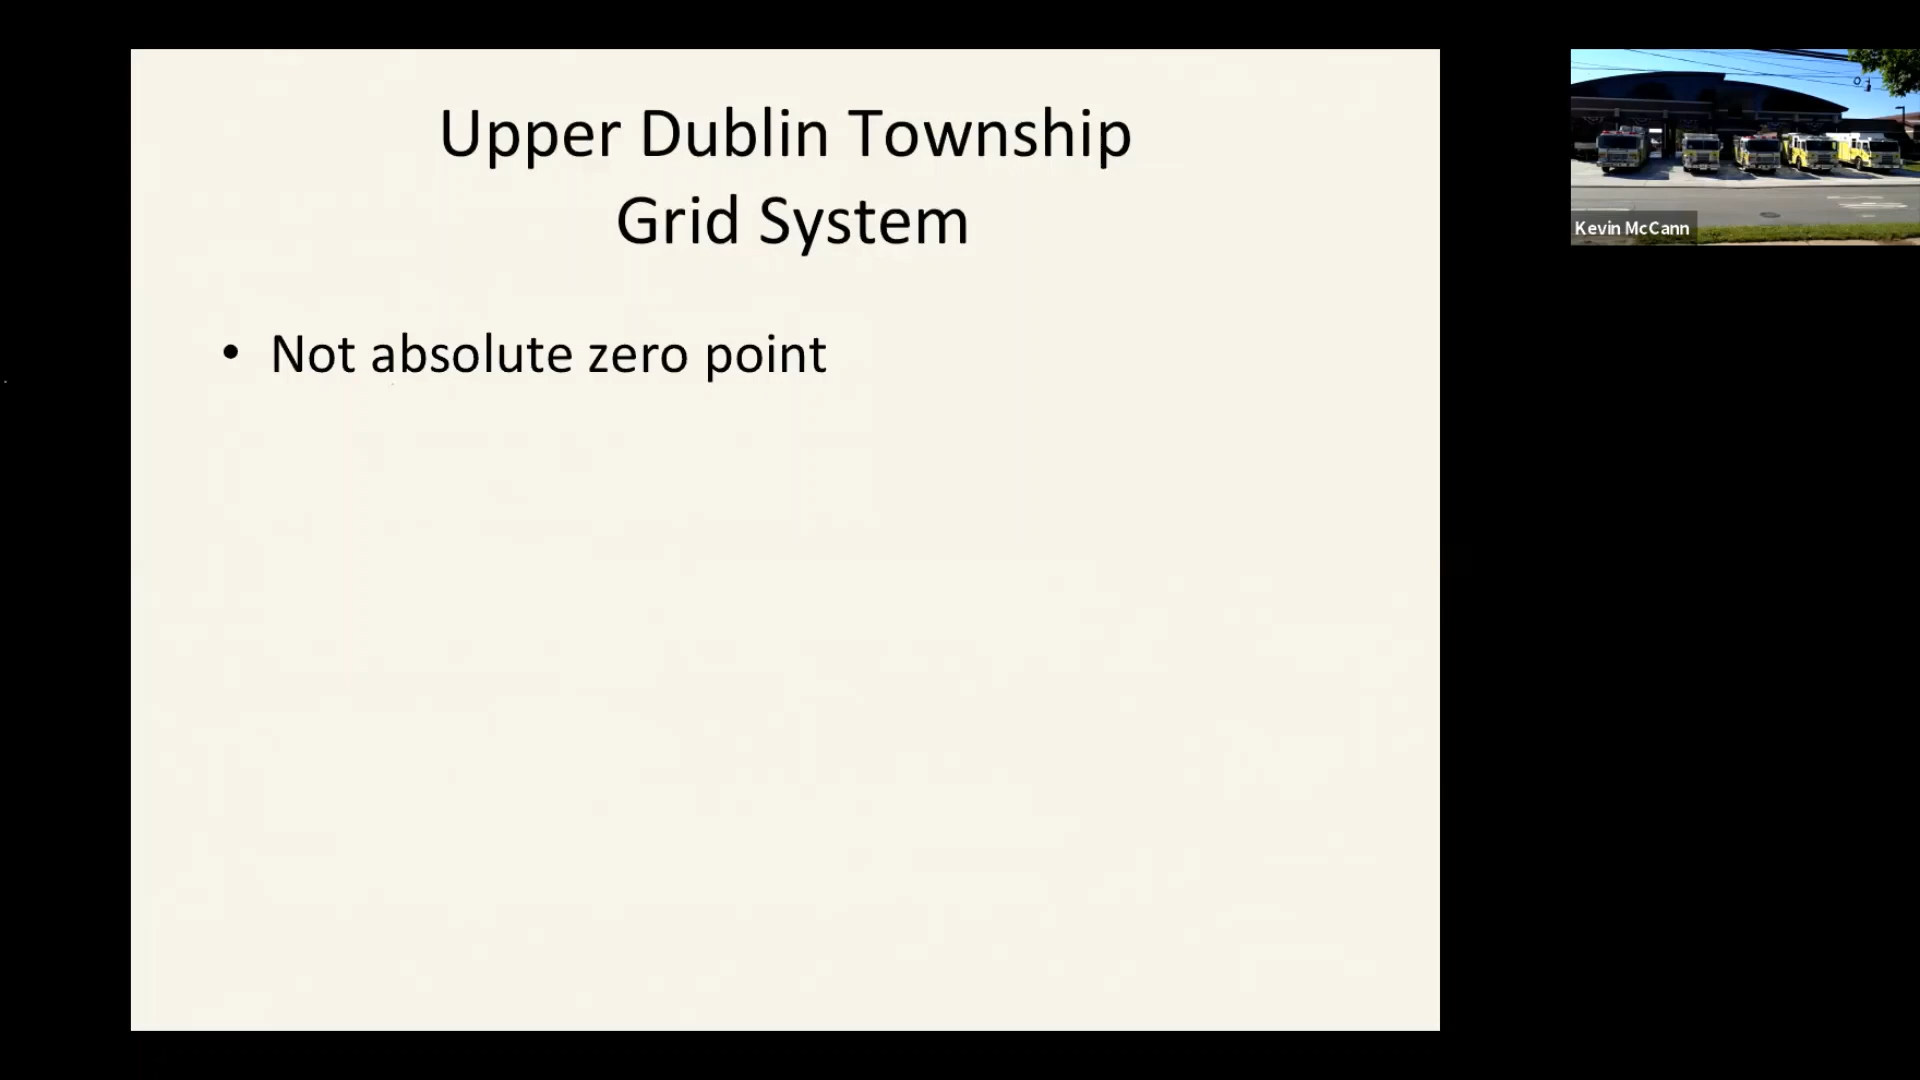 Upper Dublin Township
Grid System
• Not absolute zero point
Kevin McCann